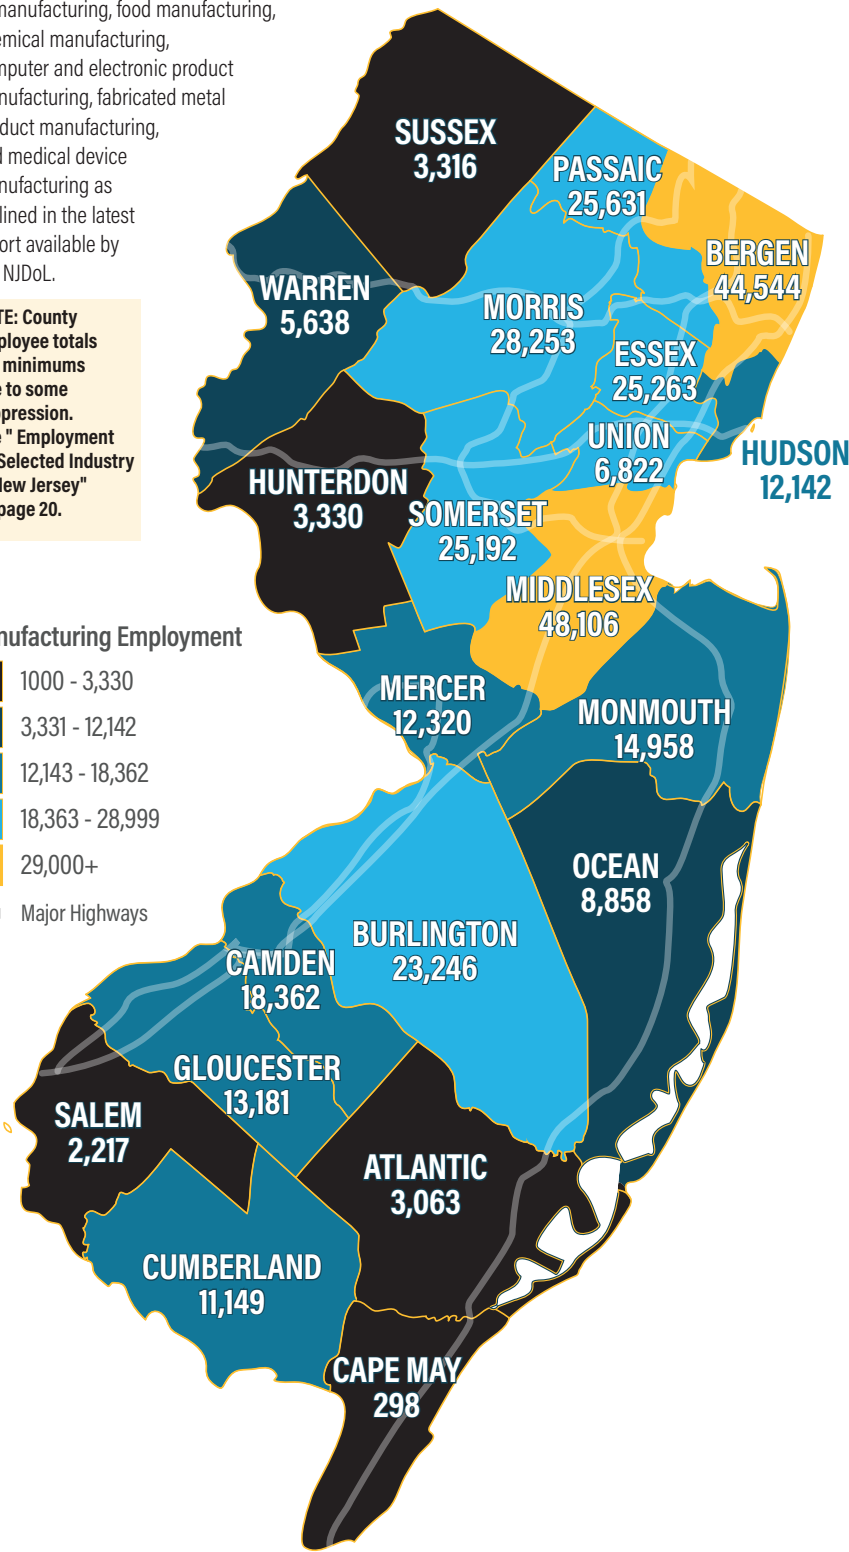 manufacturing, food manufacturing,
emical manufacturing,
mputer and electronic product
nufacturing, fabricated metal
duct manufacturing,
d medical device
nufacturing as
lined in the latest
ort available by
NJDoL.
TE: County
ployee totals
minimums
e to some
ppression.
e " Employment
Selected Industry
New Jersey"
page 20.
SUSSEX
3,316
PASSAIC
25,631
BERGEN
44,544
WARREN
5,638
MORRIS
28,253
ESSEX
25,263
UNION
6,822
HUDSON
12,142
HUNTERDON
3,330
SOMERSET
25,192
MIDDLESEX
48,106
MERCER
12,320
MONMOUTH
14,958
nufacturing Employment
1000 - 3,330
3,331 - 12,142
12,143 - 18,362
18,363 - 28,999
29,000+
Major Highways
OCEAN
8,858
BURLINGTON
23,246
CAMDEN
18,362
GLOUCESTER
13,181
SALEM
2,217
ATLANTIC
3,063
CUMBERLAND
11,149
CAPE MAY
298